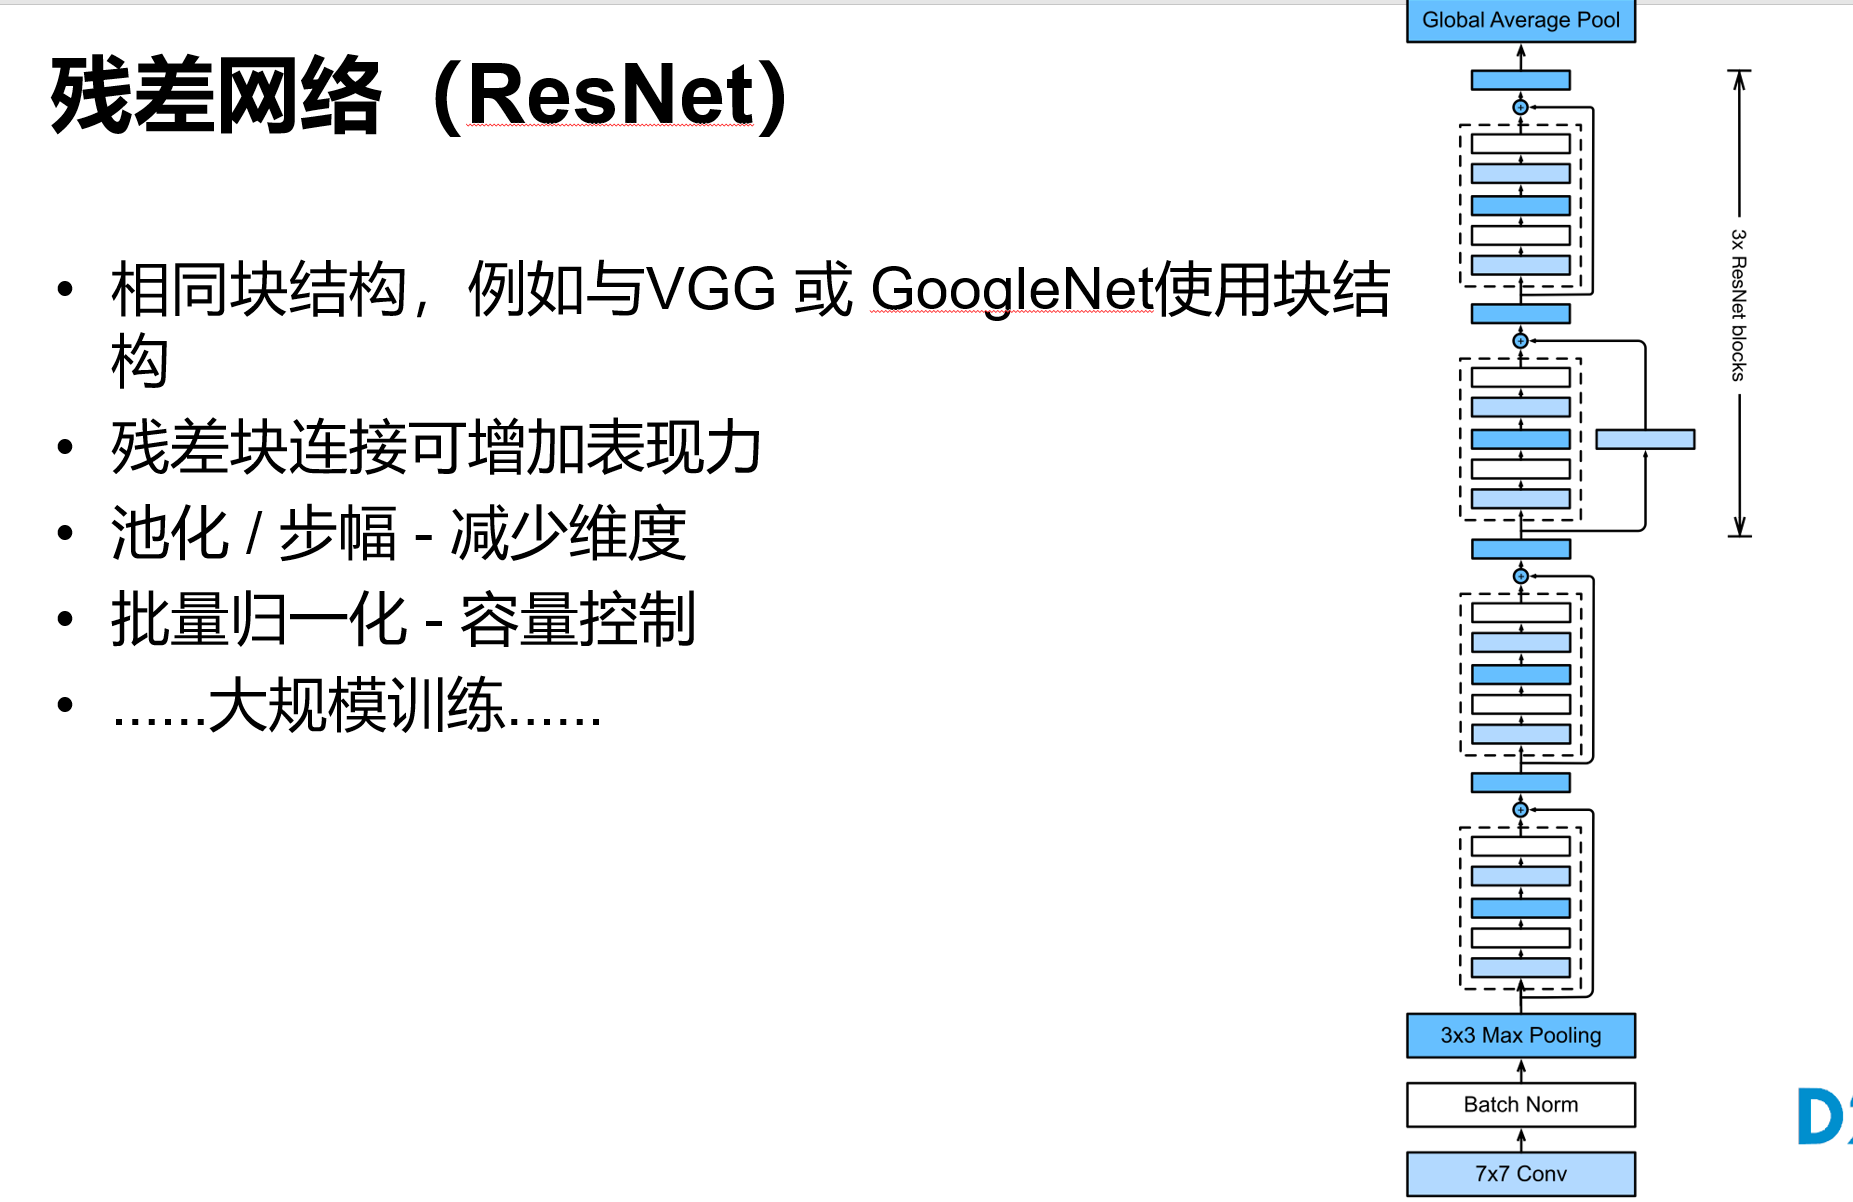 残差网络（ResNet）
• 相同块结构，例如与VGG 或 GoogleNet使用块结
构
• 残差块连接可增加表现力
• 池化 / 步幅 - 减少维度
• 批量归一化 - 容量控制
• ......大规模训练......
Global Average Pool
3x ResNet blocks
3x3 Max Pooling
Batch Norm
7x7 Conv
D